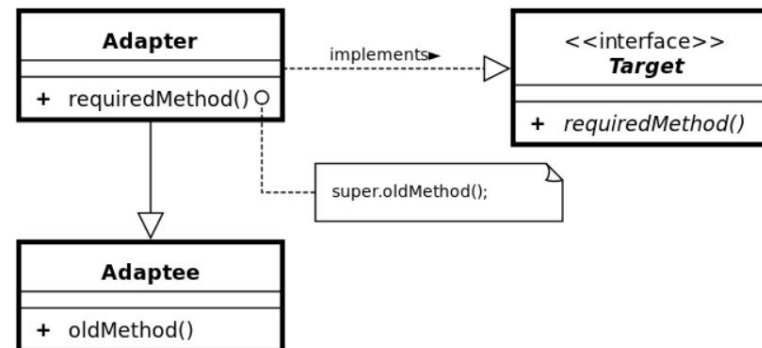 Adapter
+ requiredMethod()
implements►
<<interface>>
Target
+ requiredMethod()
super.oldMethod();
Adaptee
+ oldMethod()